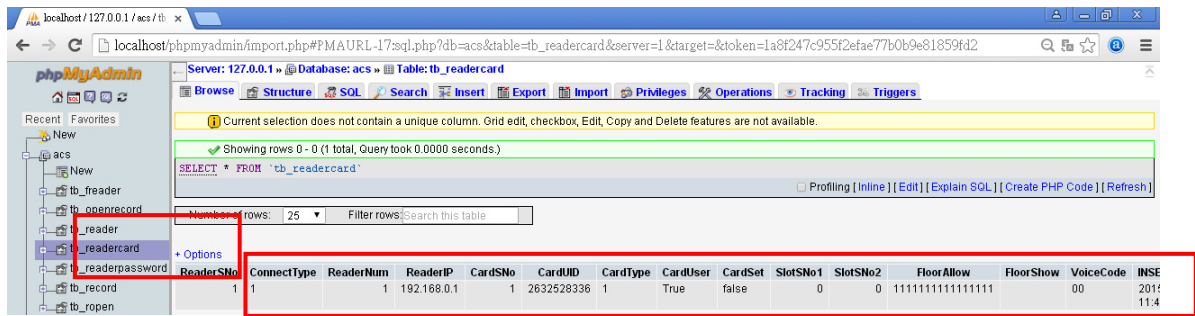 localhost / 127.0.0.1 / acs / tb
localhost/phpmyadmin/import.php#PMAURL-17:sql.php?db=acs&table=tb_readercard&server=1&target=&token=1a8f247c955f2efae77b0b9e81859fd2
phpMyAdmin
Recent Favorites
New
acs
New
tb_freader
tb_openrecord
tb_reader
tb_readercard
tb_readerpassword
tb_record
tb_ropen
Server: 127.0.0.1 » Database: acs » Table: tb_readercard
Browse Structure SQL Search Insert Export Import Privileges Operations Tracking Triggers
Current selection does not contain a unique column. Grid edit, checkbox, Edit, Copy and Delete features are not available.
Showing rows 0 - 0 (1 total, Query took 0.0000 seconds.)
SELECT * FROM `tb_readercard`
Profiling [ Inline ] [ Edit ] [ Explain SQL ] [ Create PHP Code ] [ Refresh ]
Number of rows: 25 Filter rows: Search this table
+ Options
ReaderSNo ConnectType ReaderNum ReaderIP CardSNo CardUID CardType CardUser CardSet SlotSNo1 SlotSNo2 FloorAllow FloorShow VoiceCode INSE
1 1 1 192.168.0.1 1 2632528336 1 True false 0 0 1111111111111111 00 2015
11:4